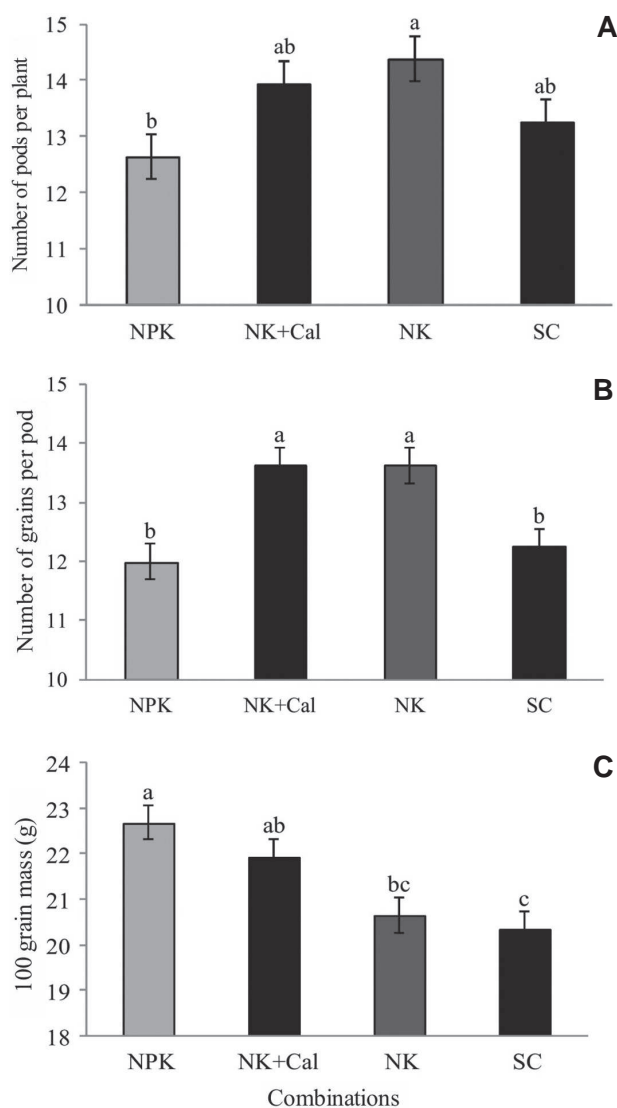 A
Number of pods per plant
15
14
13
12
11
10
b
ab
a
ab
NPK NK+Cal NK SC
B
Number of grains per pod
15
14
13
12
11
10
b
a
a
b
NPK NK+Cal NK SC
C
100 grain mass (g)
24
23
22
21
20
19
18
a
ab
bc
c
NPK NK+Cal NK SC
Combinations